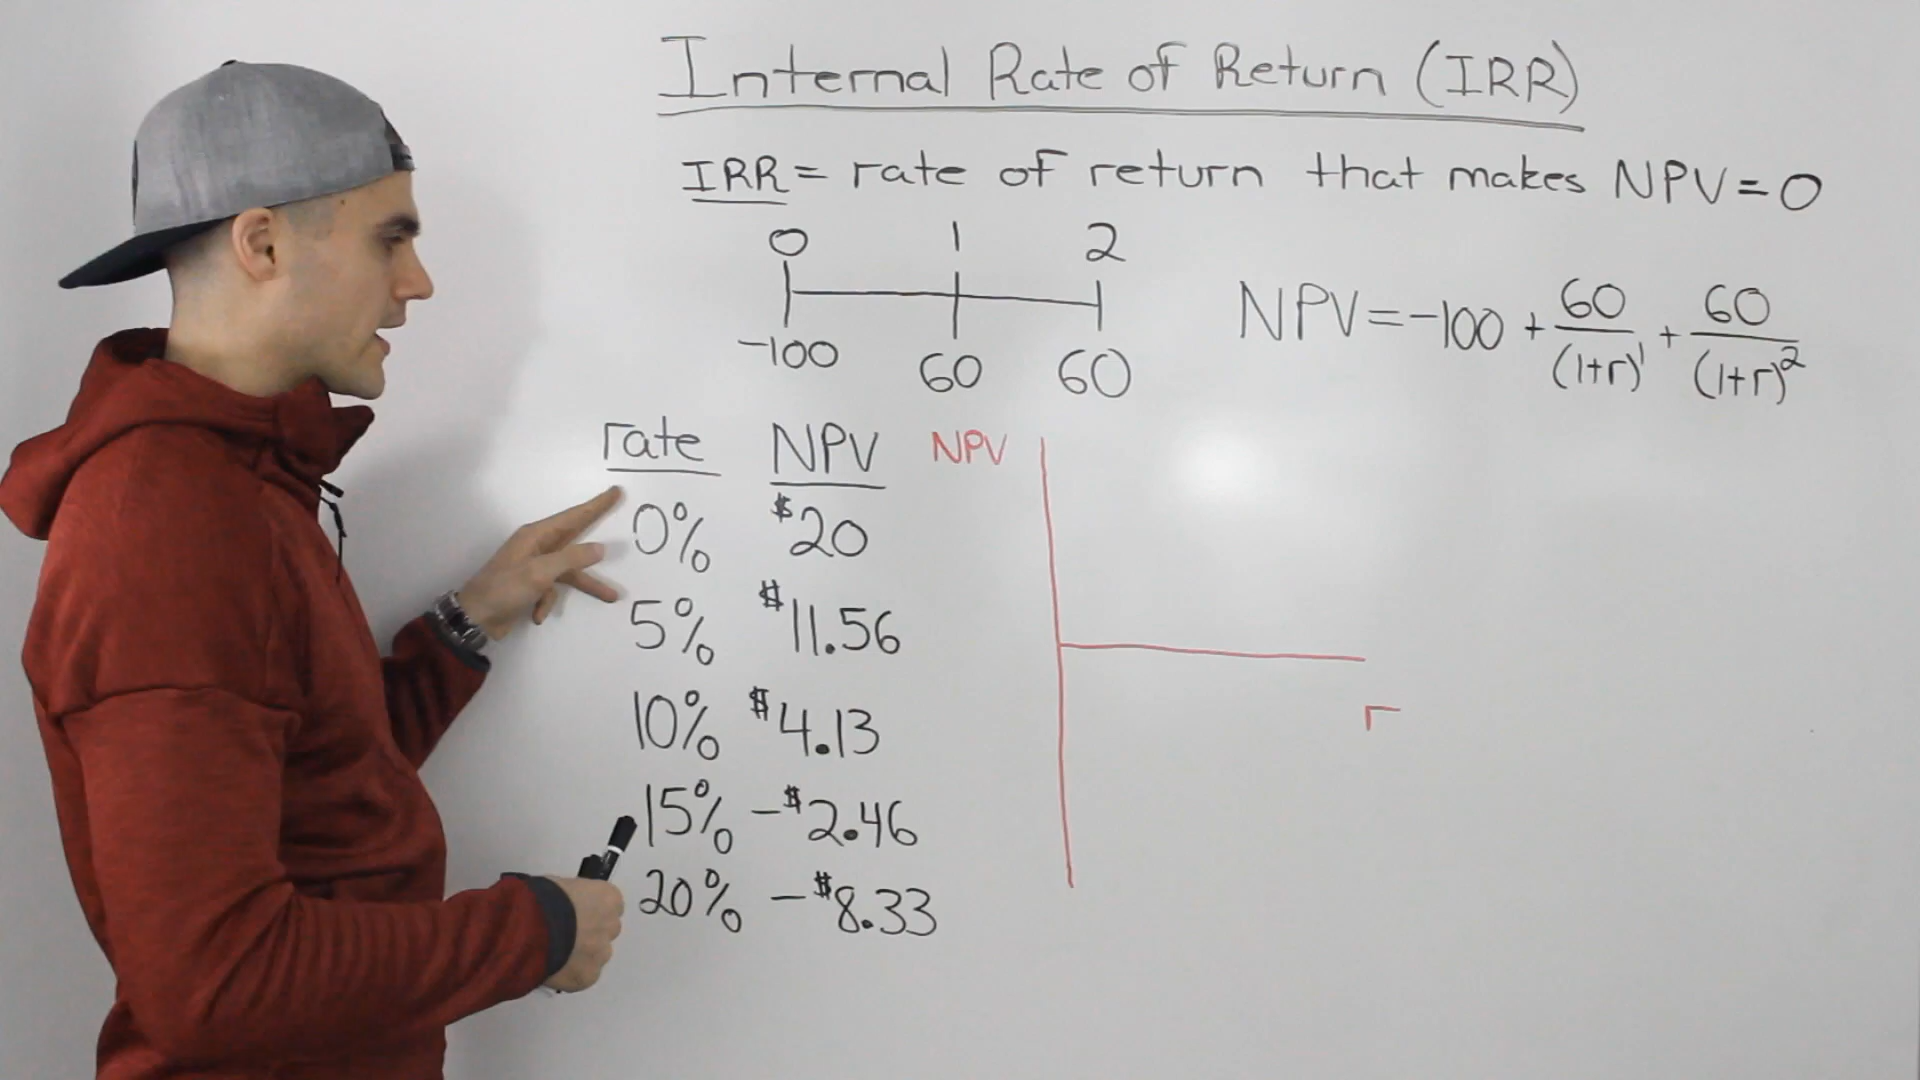 Internal Rate of Return (IRR)
IRR = rate of return that makes NPV=0
0 1 2
-100 60 60
NPV=-100 + 60/(1+r)^1 + 60/(1+r)^2
rate NPV
0% $20
5% $11.56
10% $4.13
15% -$2.46
20% -$8.33
NPV
r